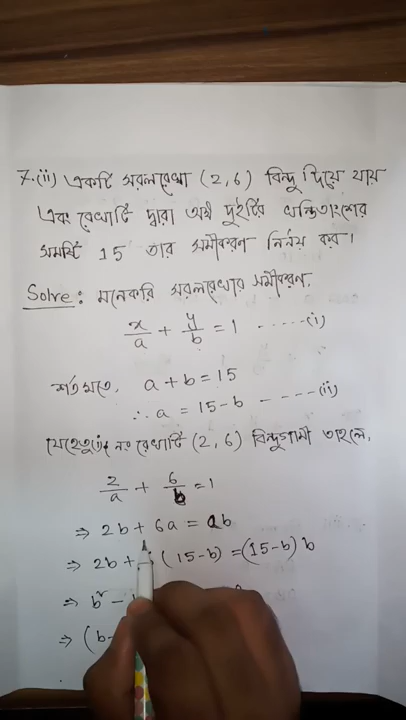 7.(ii) একটি সরলরেখা (2,6) বিন্দু দিয়ে যায়
এবং রেখাটি দ্বারা অক্ষ দুইটির খন্ডিতাংশের
সমষ্টি 15 তার সমীকরণ নির্নয় কর।
Solve: মনেকরি সরলরেখার সমীকরণ,
x/a + y/b = 1 ------(i)
শর্তমতে, a + b = 15
∴ a = 15 - b -----(ii)
রেখাটি (2,6) বিন্দুগামী তাহলে,
2/a + 6/b = 1
⇒ 2b + 6a = ab
⇒ 2b + (15-b) = (15-b) b
⇒ b² -
⇒ (b-